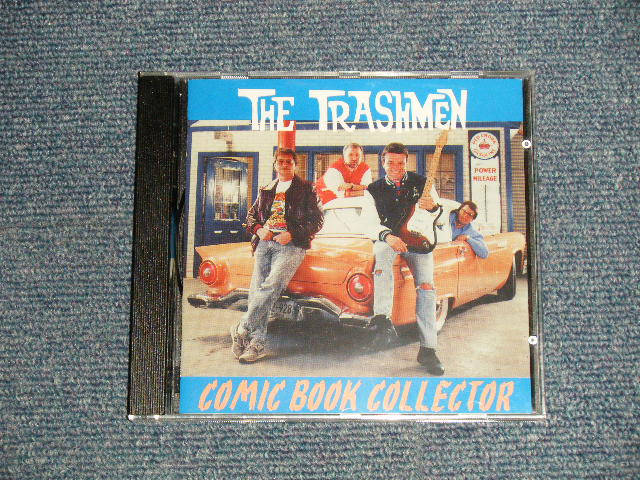 THE TRASHMEN
POWER
MILEAGE
COMIC BOOK COLLECTOR